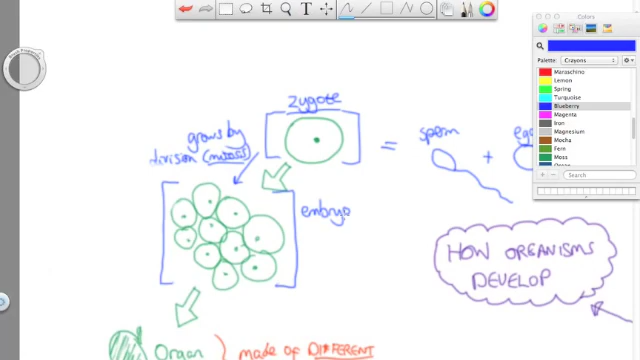 Colors
Palette: Crayons
Maraschino
Lemon
Spring
Turquoise
Blueberry
Magenta
Iron
Magnesium
Mocha
Fern
Moss
Search
zygote
grows by
division (mitosis)
=
sperm
+
embryo
HOW ORGANISMS
DEVELOP
Organ ) made of DIFFERENT